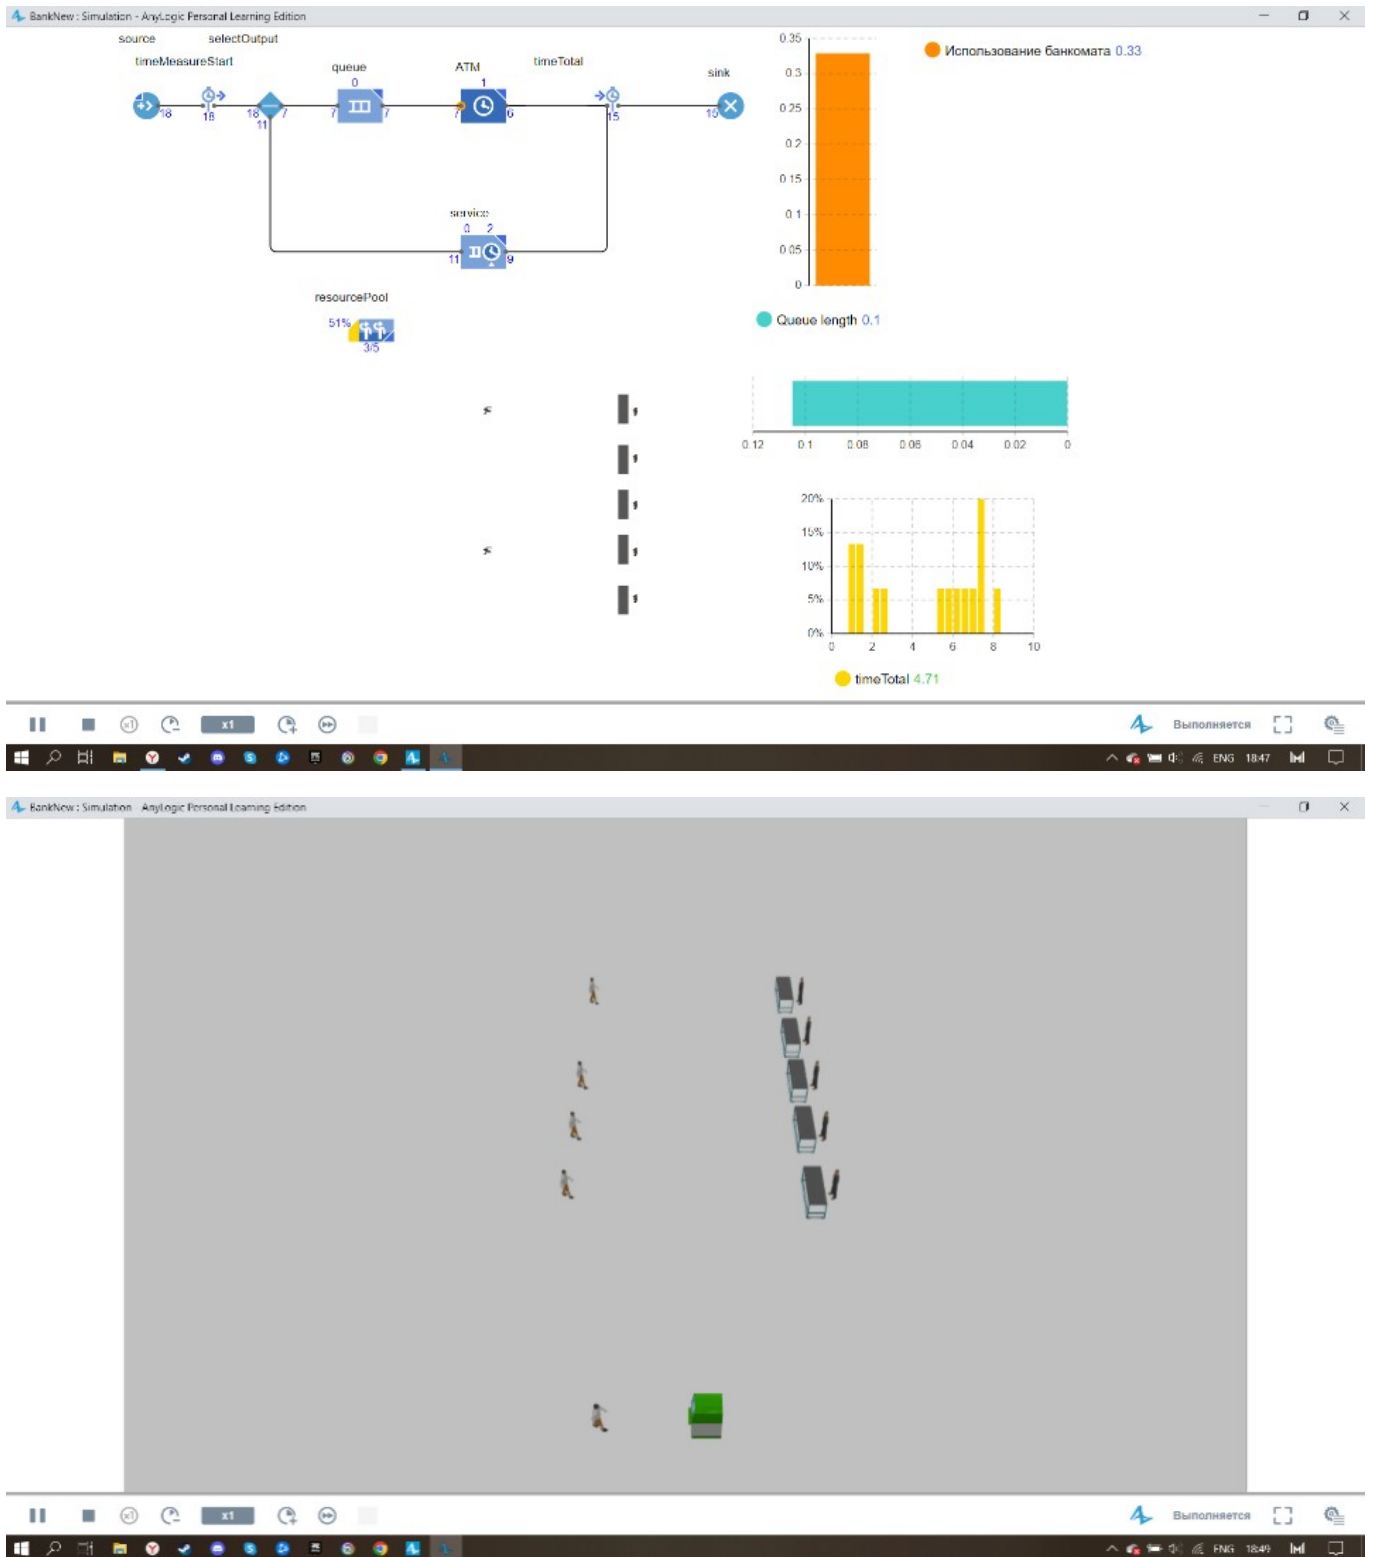 BankNew : Simulation - AnyLogic Personal Learning Edition
source selectOutput
timeMeasureStart
queue
0
ATM
1
timeTotal
sink
18
18
18
11
7
7
7
7
6
15
15
service
0 2
11
9
resourcePool
51%
3/5
0.35
0.3
0.25
0.2
0.15
0.1
0.05
0
Использование банкомата 0.33
Queue length 0.1
0.12 0.1 0.08 0.06 0.04 0.02 0
20%
15%
10%
5%
0%
0 2 4 6 8 10
timeTotal 4.71
x1
Выполняется
ENG 18:47
BankNew : Simulation - AnyLogic Personal Learning Edition
x1
Выполняется
ENG 18:49